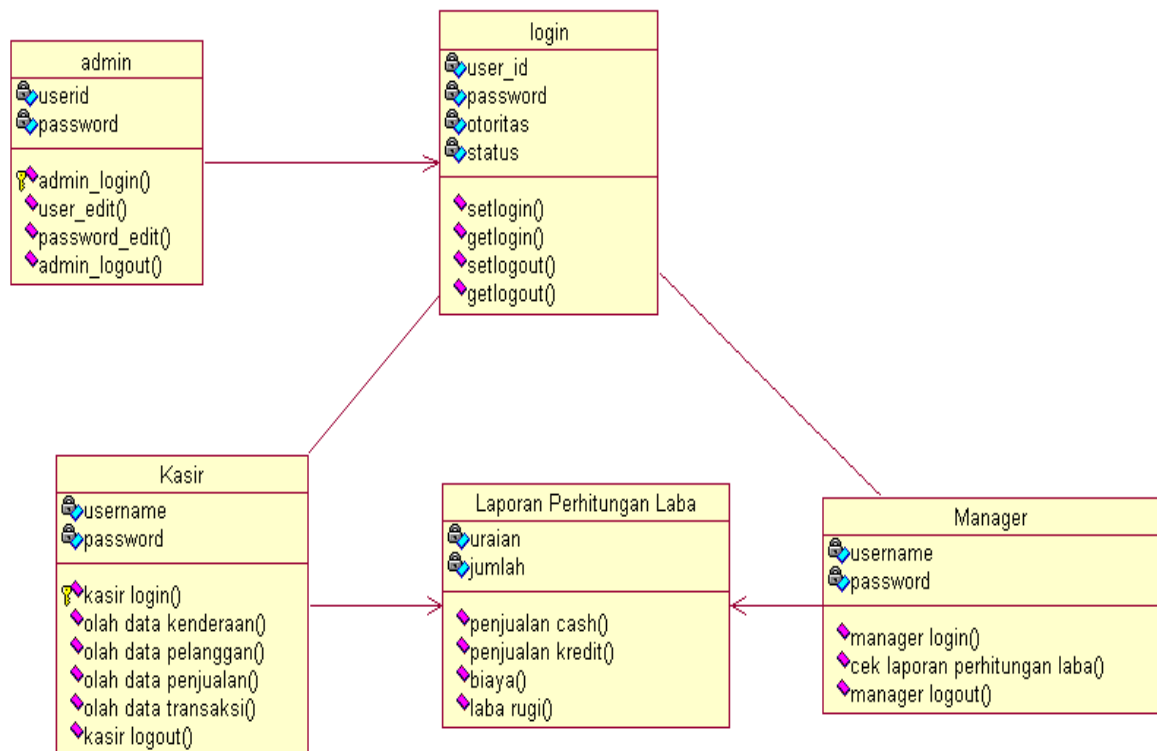 admin
userid
password
admin_login()
user_edit()
password_edit()
admin_logout()
login
user_id
password
otoritas
status
setlogin()
getlogin()
setlogout()
getlogout()
Kasir
username
password
kasir login()
olah data kenderaan()
olah data pelanggan()
olah data penjualan()
olah data transaksi()
kasir logout()
Laporan Perhitungan Laba
uraian
jumlah
penjualan cash()
penjualan kredit()
biaya()
laba rugi()
Manager
username
password
manager login()
cek laporan perhitungan laba()
manager logout()